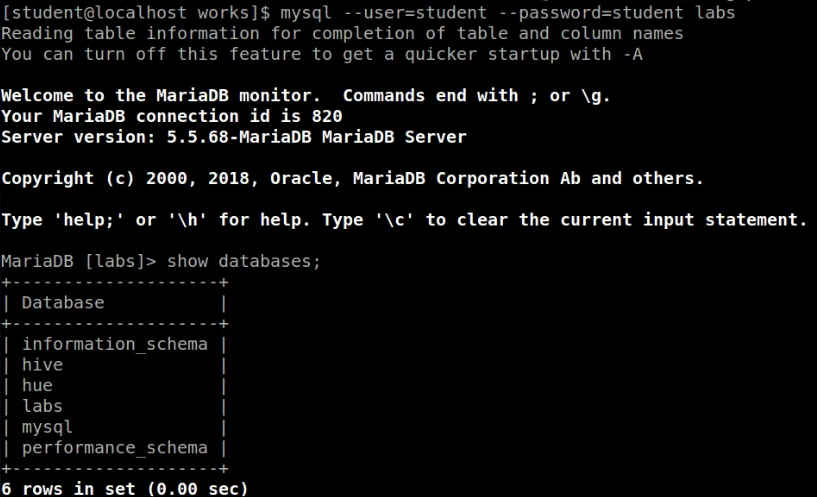 [student@localhost works]$ mysql --user=student --password=student labs
Reading table information for completion of table and column names
You can turn off this feature to get a quicker startup with -A
Welcome to the MariaDB monitor.  Commands end with ; or \g.
Your MariaDB connection id is 820
Server version: 5.5.68-MariaDB MariaDB Server
Copyright (c) 2000, 2018, Oracle, MariaDB Corporation Ab and others.
Type 'help;' or '\h' for help. Type '\c' to clear the current input statement.
MariaDB [labs]> show databases;
+--------------------+
| Database           |
+--------------------+
| information_schema |
| hive               |
| hue                |
| labs               |
| mysql              |
| performance_schema |
+--------------------+
6 rows in set (0.00 sec)